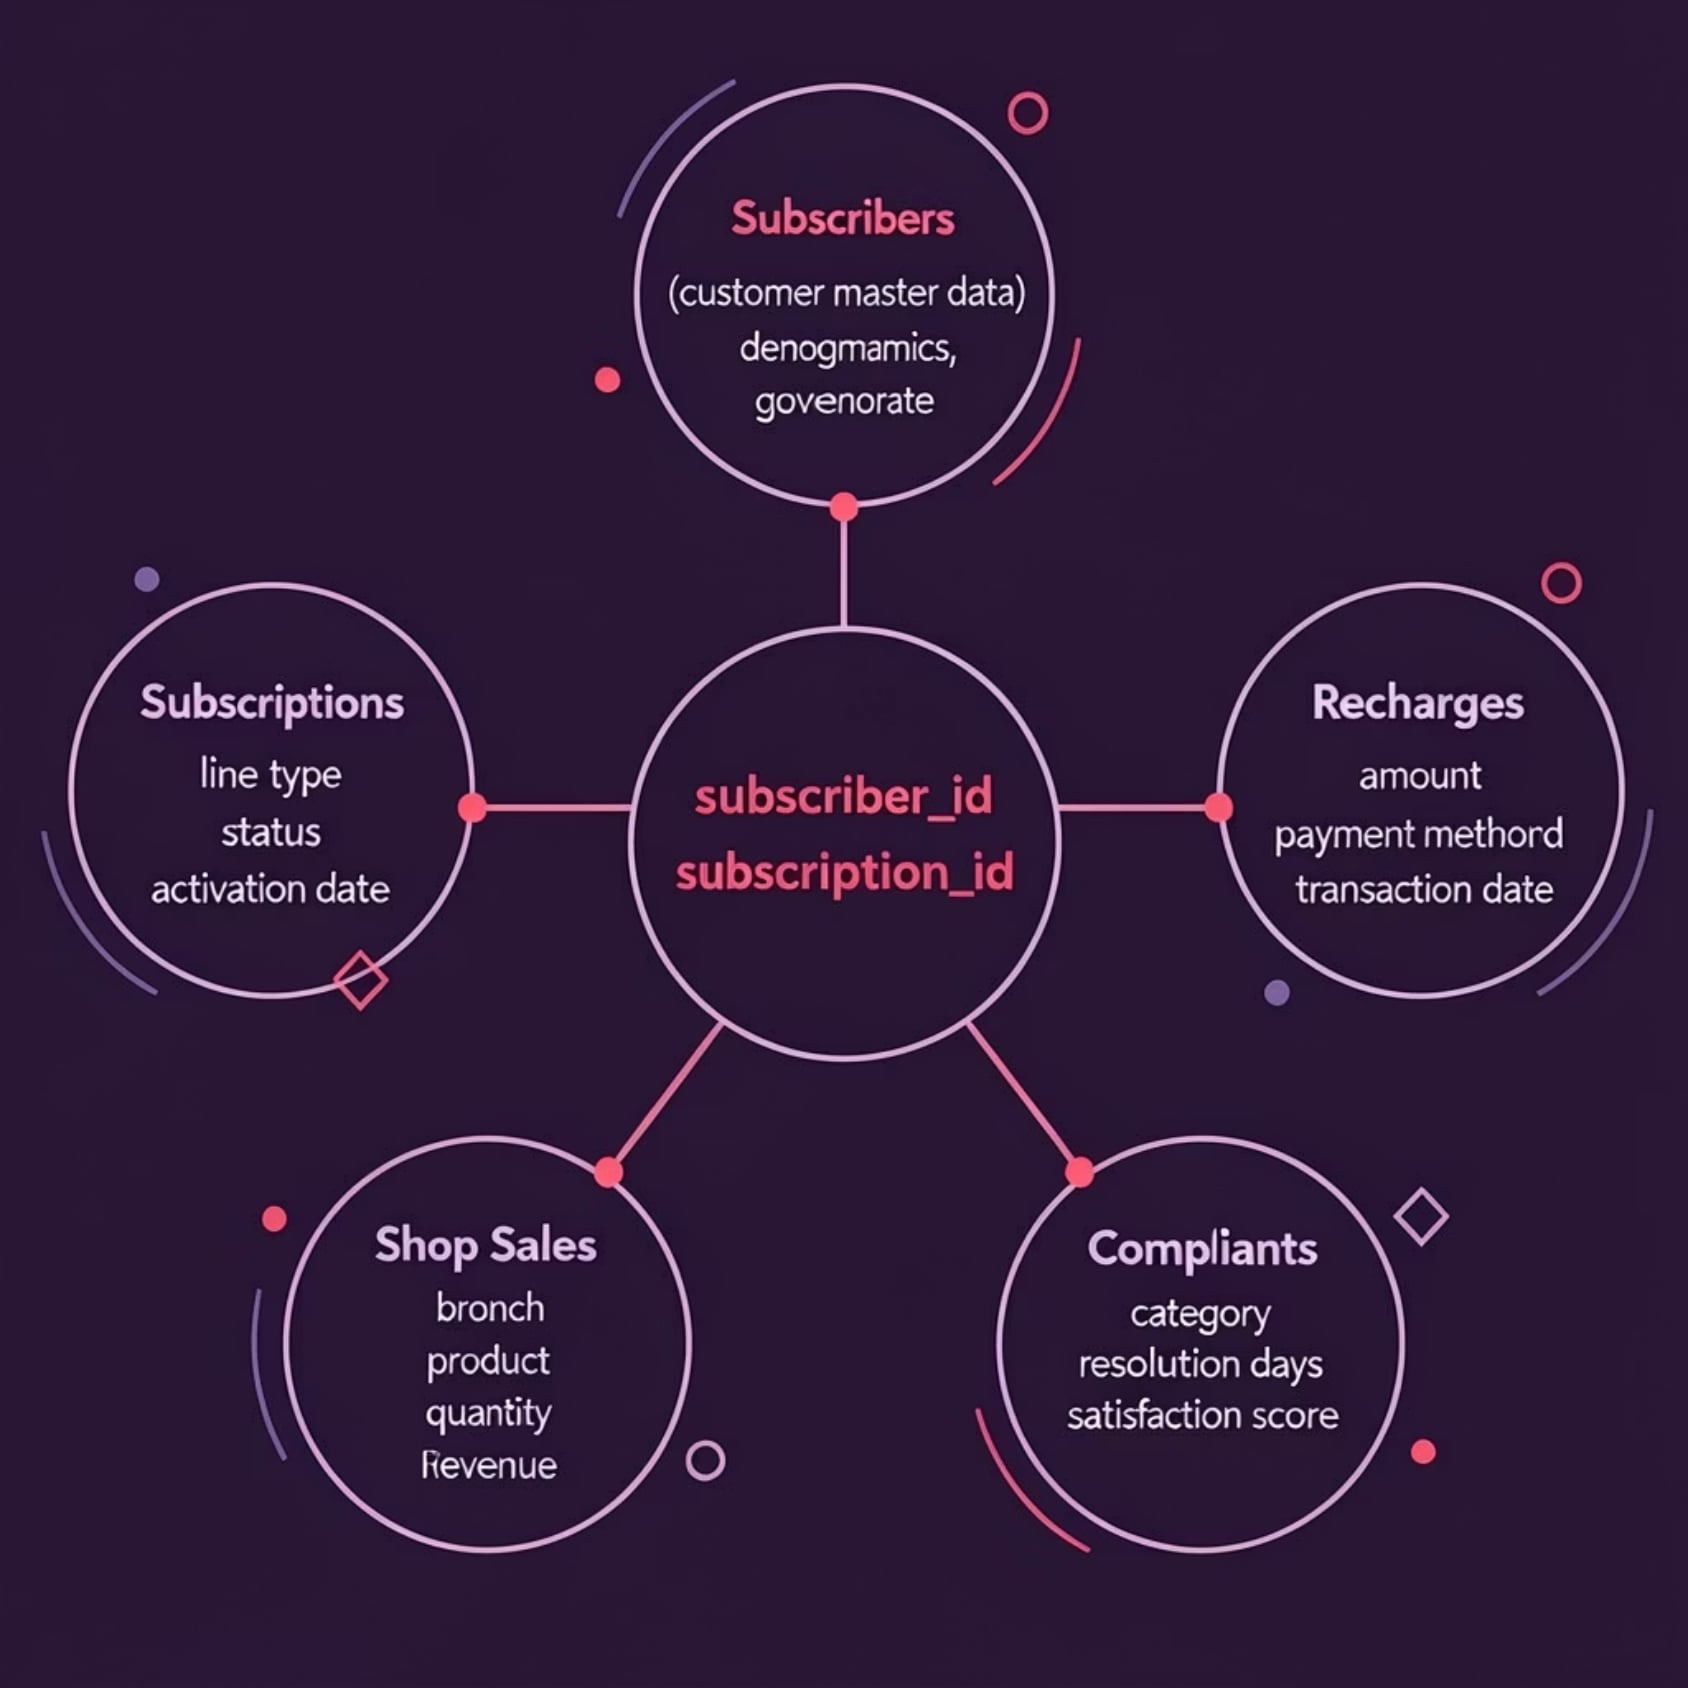 Subscribers
(customer master data)
denogmamics,
govenorate
Subscriptions
line type
status
activation date
subscriber_id
subscription_id
Recharges
amount
payment methord
transaction date
Shop Sales
bronch
product
quantity
Revenue
Compliants
category
resolution days
satisfaction score